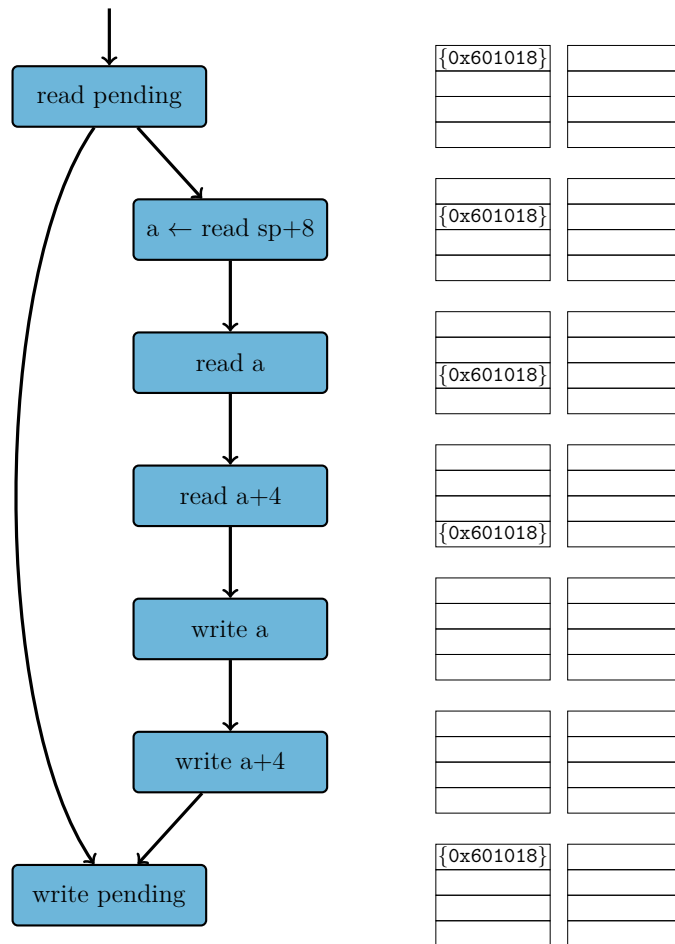 {0x601018}
read pending
a ← read sp+8
{0x601018}
read a
{0x601018}
read a+4
{0x601018}
write a
write a+4
{0x601018}
write pending